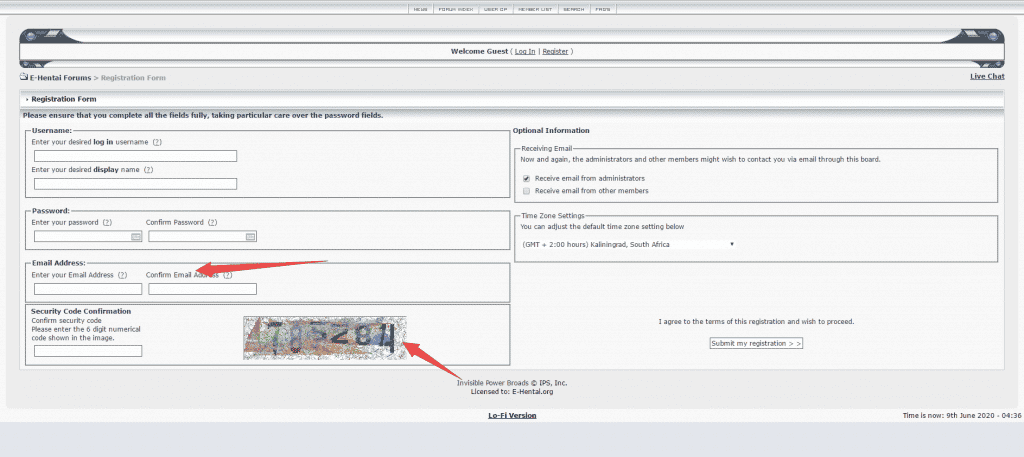 NEWS FORUM INDEX USER CP MEMBER LIST SEARCH FAQ'S
Welcome Guest ( Log In | Register )
E-Hentai Forums > Registration Form
Live Chat
› Registration Form
Please ensure that you complete all the fields fully, taking particular care over the password fields.
Username:
Enter your desired log in username (?)
Enter your desired display name (?)
Password:
Enter your password (?) Confirm Password (?)
Email Address:
Enter your Email Address (?) Confirm Email Address (?)
Security Code Confirmation
Confirm security code
Please enter the 6 digit numerical
code shown in the image.
Optional Information
Receiving Email
Now and again, the administrators and other members might wish to contact you via email through this board.
Receive email from administrators
Receive email from other members
Time Zone Settings
You can adjust the default time zone setting below
(GMT + 2:00 hours) Kaliningrad, South Africa
I agree to the terms of this registration and wish to proceed.
Submit my registration > >
Invisible Power Broads © IPS, Inc.
Licensed to: E-Hentai.org
Lo-Fi Version
Time is now: 9th June 2020 - 04:36